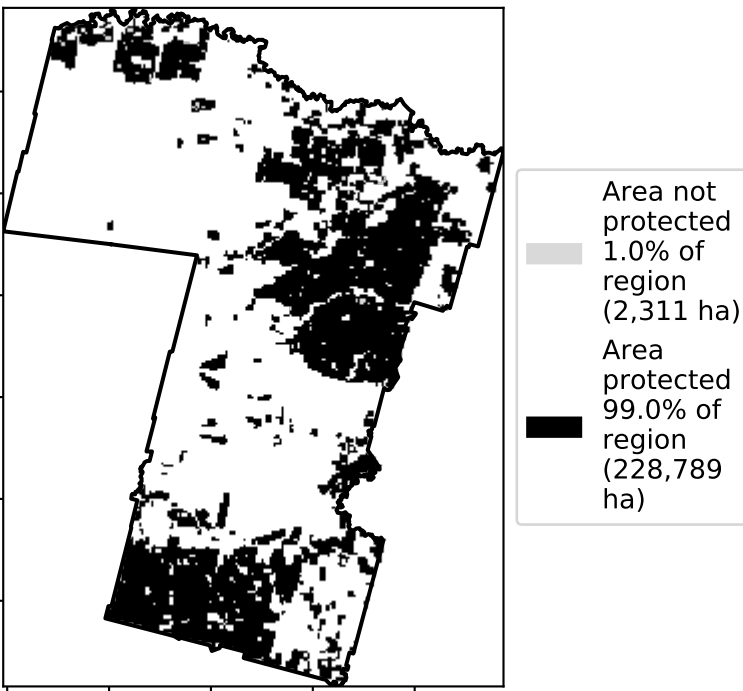 Area not
protected
1.0% of
region
(2,311 ha)
Area
protected
99.0% of
region
(228,789
ha)